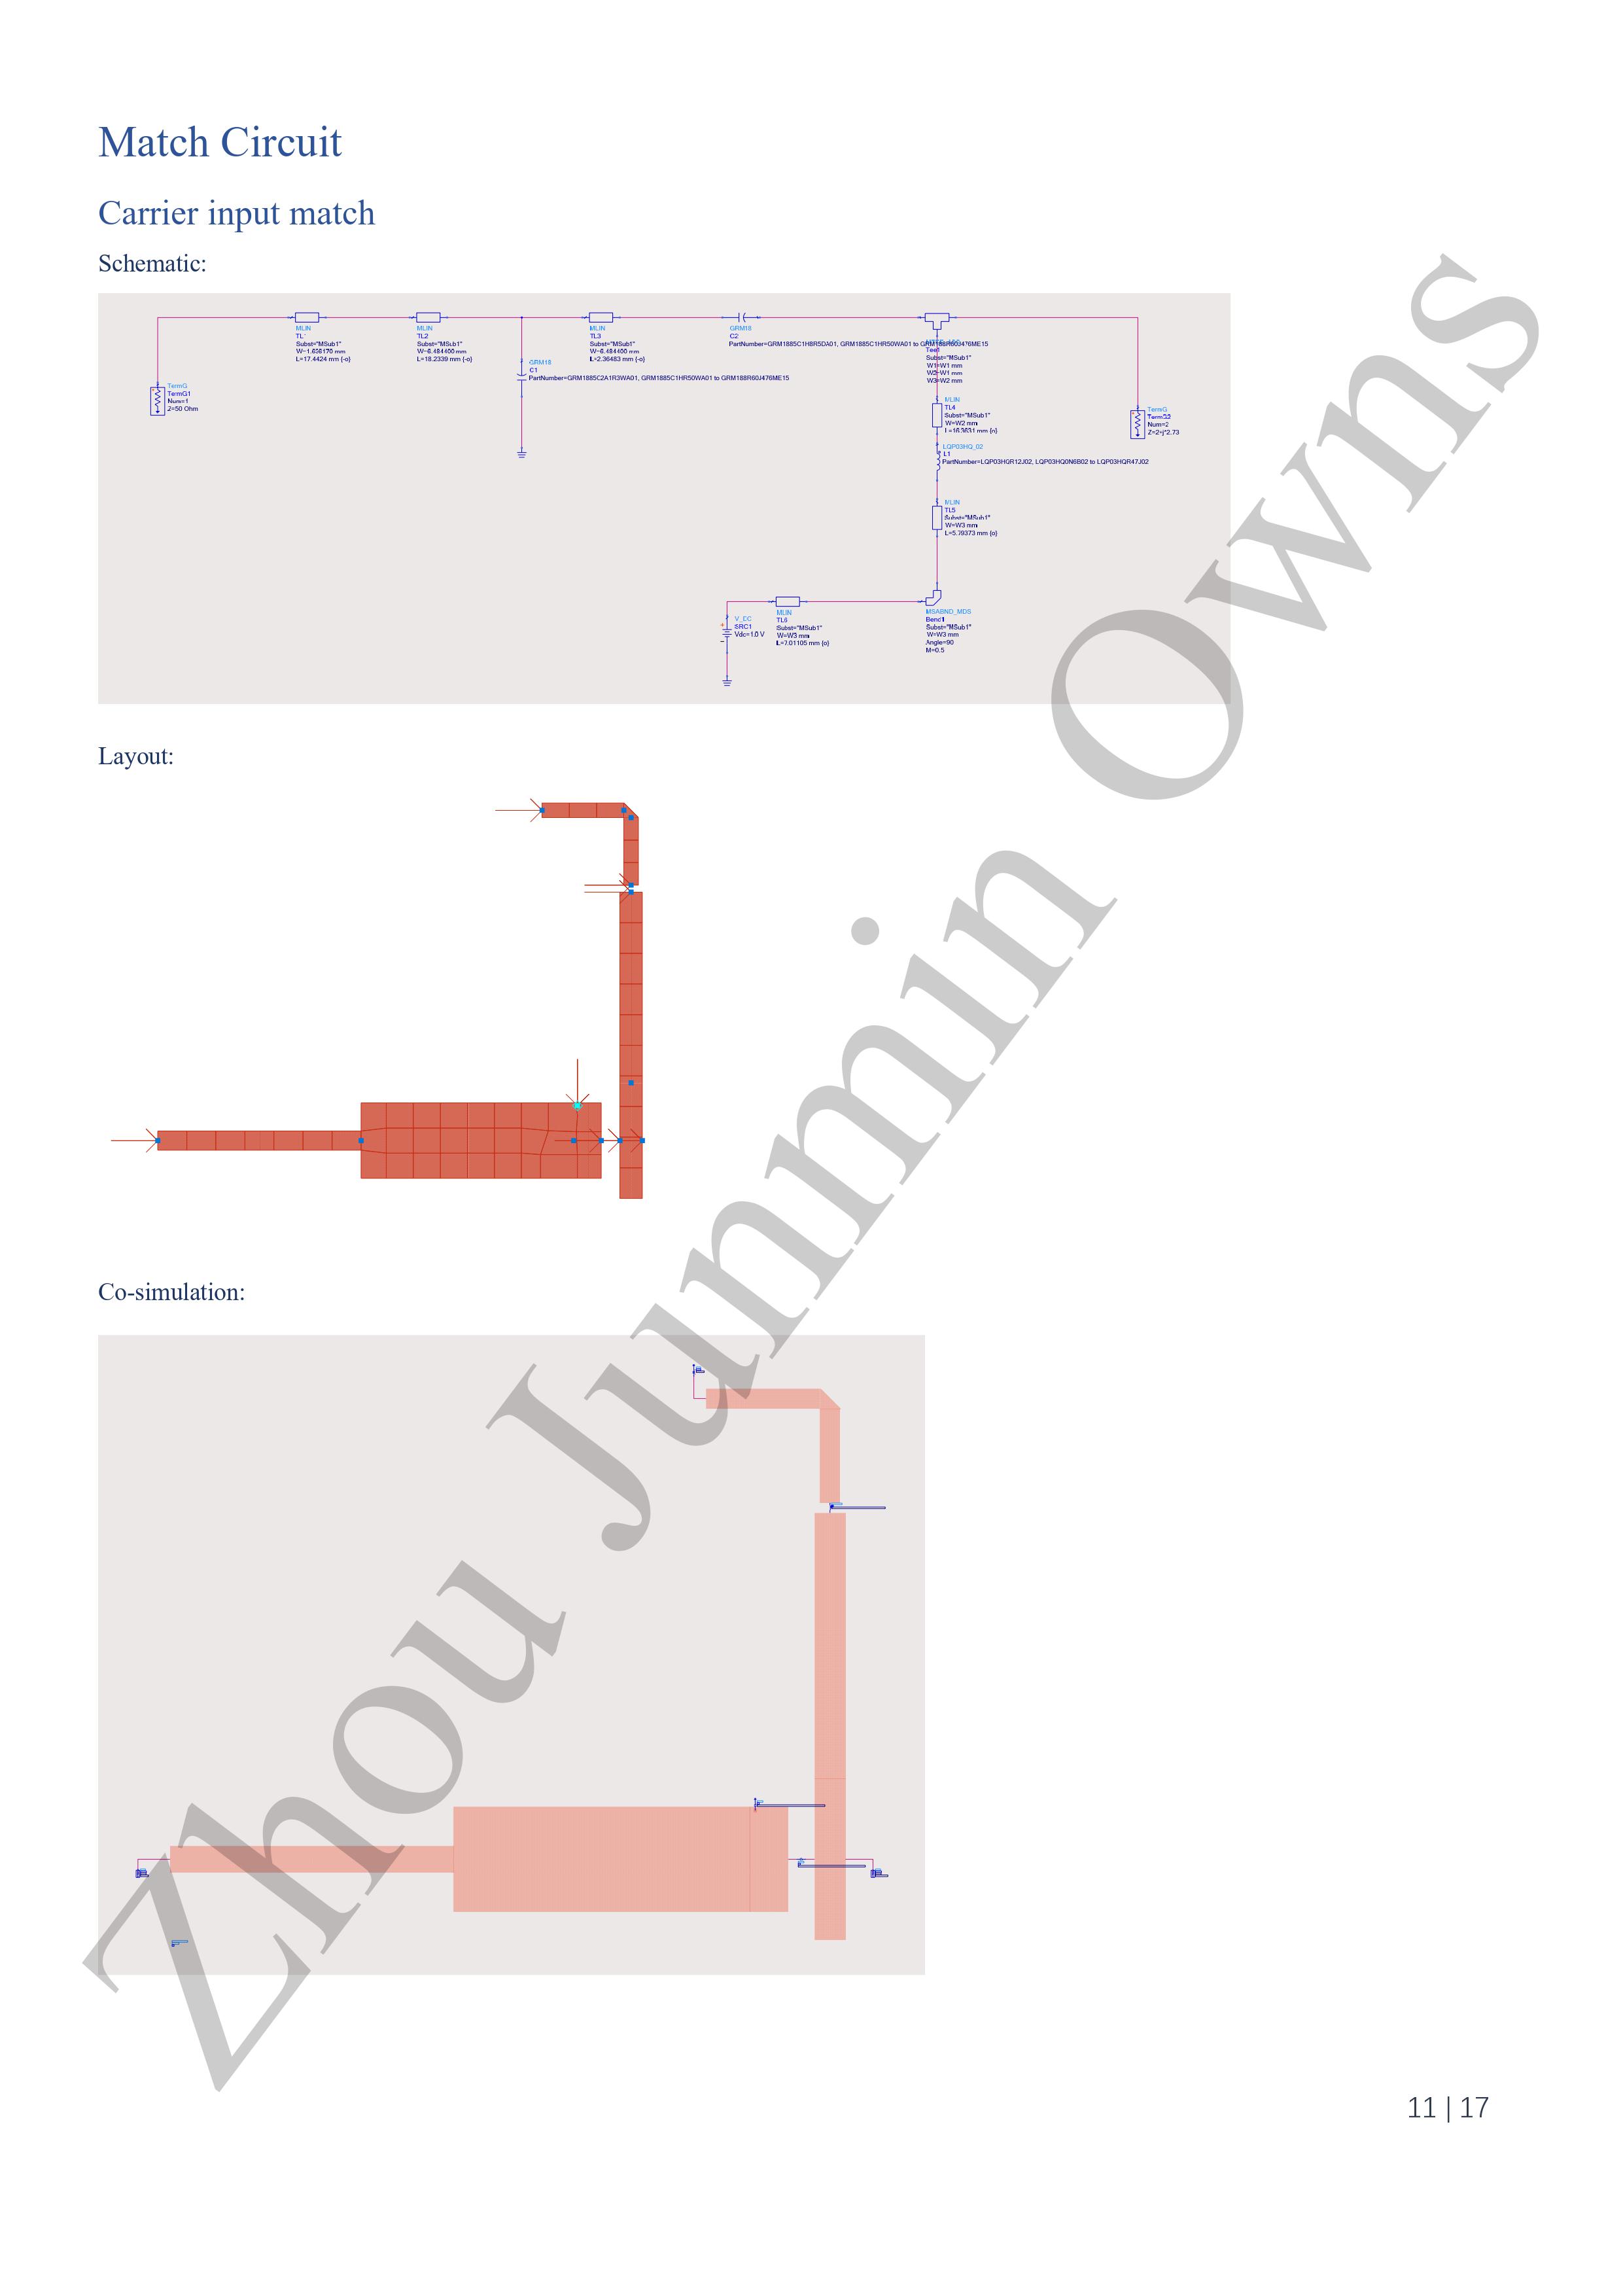 Match Circuit
Carrier input match
Schematic:
MLIN
TL1
Subst="MSub1"
W=1.638170 mm
L=17.4424 mm {-o}
MLIN
TL2
Subst="MSub1"
W=6.484400 mm
L=18.2339 mm {-o}
MLIN
TL3
Subst="MSub1"
W=6.484400 mm
L=2.36483 mm {-o}
GRM18
C2
PartNumber=GRM1885C1H8R5DA01, GRM1885C1HR50WA01 to GRM188R60J476ME15
Tee1
Subst="MSub1"
W1=W1 mm
W2=W1 mm
W3=W2 mm
GRM18
C1
PartNumber=GRM1885C2A1R3WA01, GRM1885C1HR50WA01 to GRM188R60J476ME15
TermG
TermG1
Num=1
Z=50 Ohm
MLIN
TL4
Subst="MSub1"
W=W2 mm
L=16.3631 mm {o}
TermG
TermG2
Num=2
Z=2+j*2.73
LQP03HQ_02
L1
PartNumber=LQP03HQR12J02, LQP03HQ0N6B02 to LQP03HQR47J02
MLIN
TL5
Subst="MSub1"
W=W3 mm
L=5.79373 mm {o}
V_DC
SRC1
Vdc=1.0 V
MLIN
TL6
Subst="MSub1"
W=W3 mm
L=7.01105 mm {o}
MSABND_MDS
Bend1
Subst="MSub1"
W=W3 mm
Angle=90
M=0.5
Layout:
Co-simulation:
Zhou Junmin Owns
11 | 17